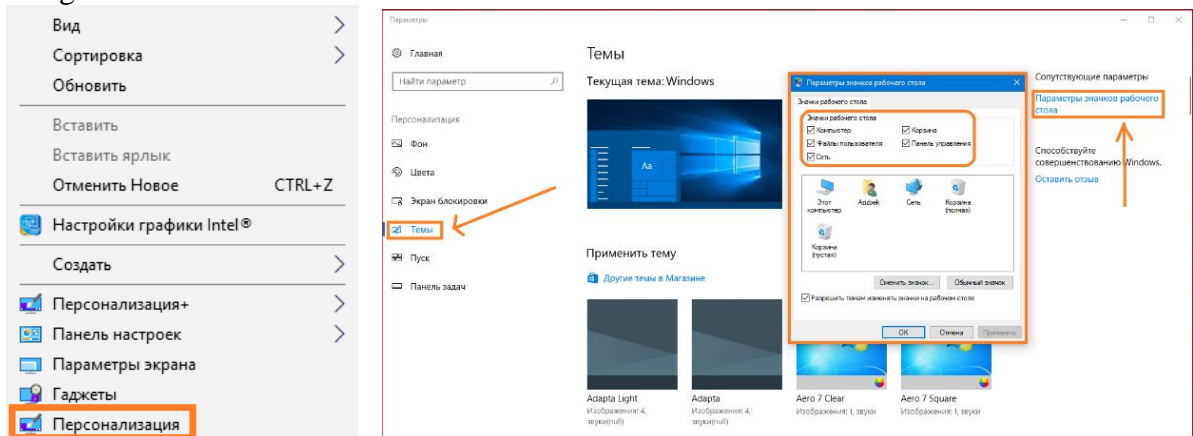 Вид
Сортировка
Обновить
Вставить
Вставить ярлык
Отменить Новое CTRL+Z
Настройки графики Intel®
Создать
Персонализация+
Панель настроек
Параметры экрана
Гаджеты
Персонализация
Параметры
Главная
Найти параметр
Персонализация
Фон
Цвета
Экран блокировки
Темы
Пуск
Панель задач
Темы
Текущая тема: Windows
Aa
Применить тему
Другие темы в Магазине
Adapta Light
Изображения: 4,
звуки(null)
Adapta
Изображения: 4,
звуки(null)
Aero 7 Clear
Изображения: 1, звуки
Aero 7 Square
Изображения: 1, звуки
Параметры значков рабочего стола
Значки рабочего стола
Значки рабочего стола
Компьютер
Корзина
Файлы пользователя
Панель управления
Сеть
Этот
компьютер
Azizbek
Сеть
Корзина
(полная)
Корзина
(пустая)
Сменить значок...
Обычный значок
Разрешить темам изменять значки на рабочем столе
ОК
Отмена
Применить
Сопутствующие параметры
Параметры значков рабочего
стола
Способствуйте
совершенствованию Windows.
Оставить отзыв